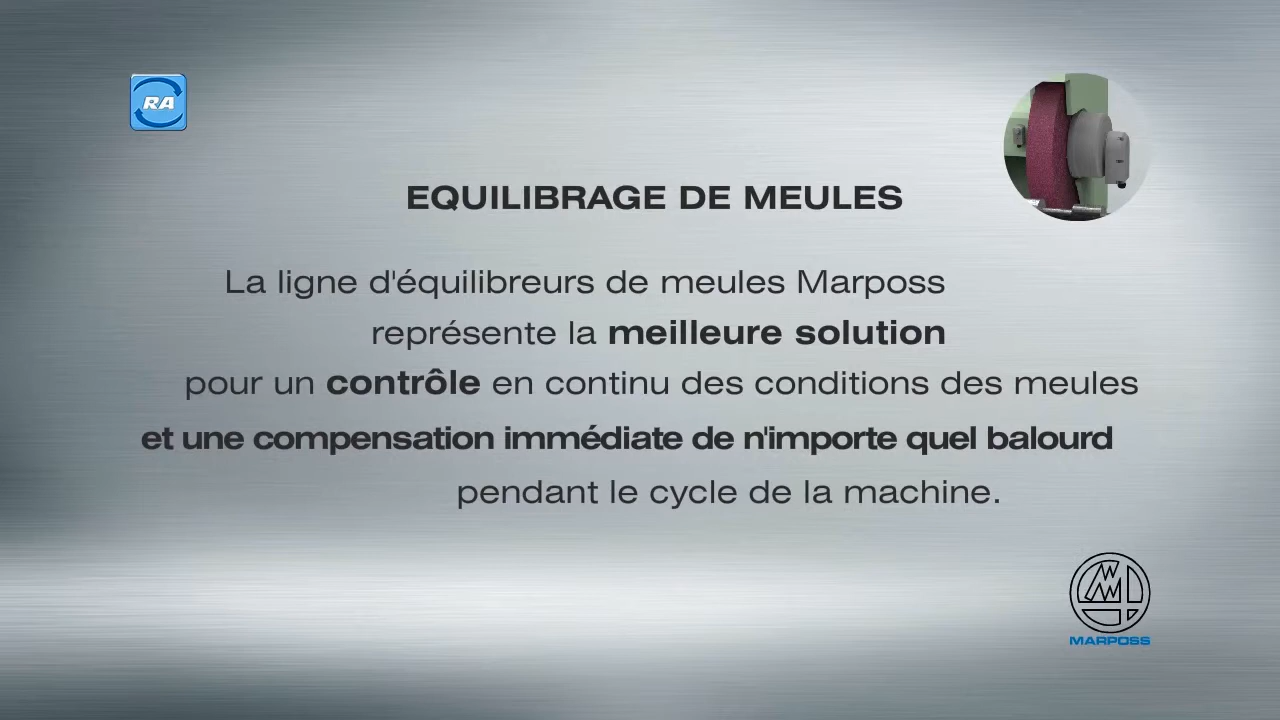 RA
EQUILIBRAGE DE MEULES
La ligne d'équilibreurs de meules Marposs
représente la meilleure solution
pour un contrôle en continu des conditions des meules
et une compensation immédiate de n'importe quel balourd
pendant le cycle de la machine.
MARPOSS